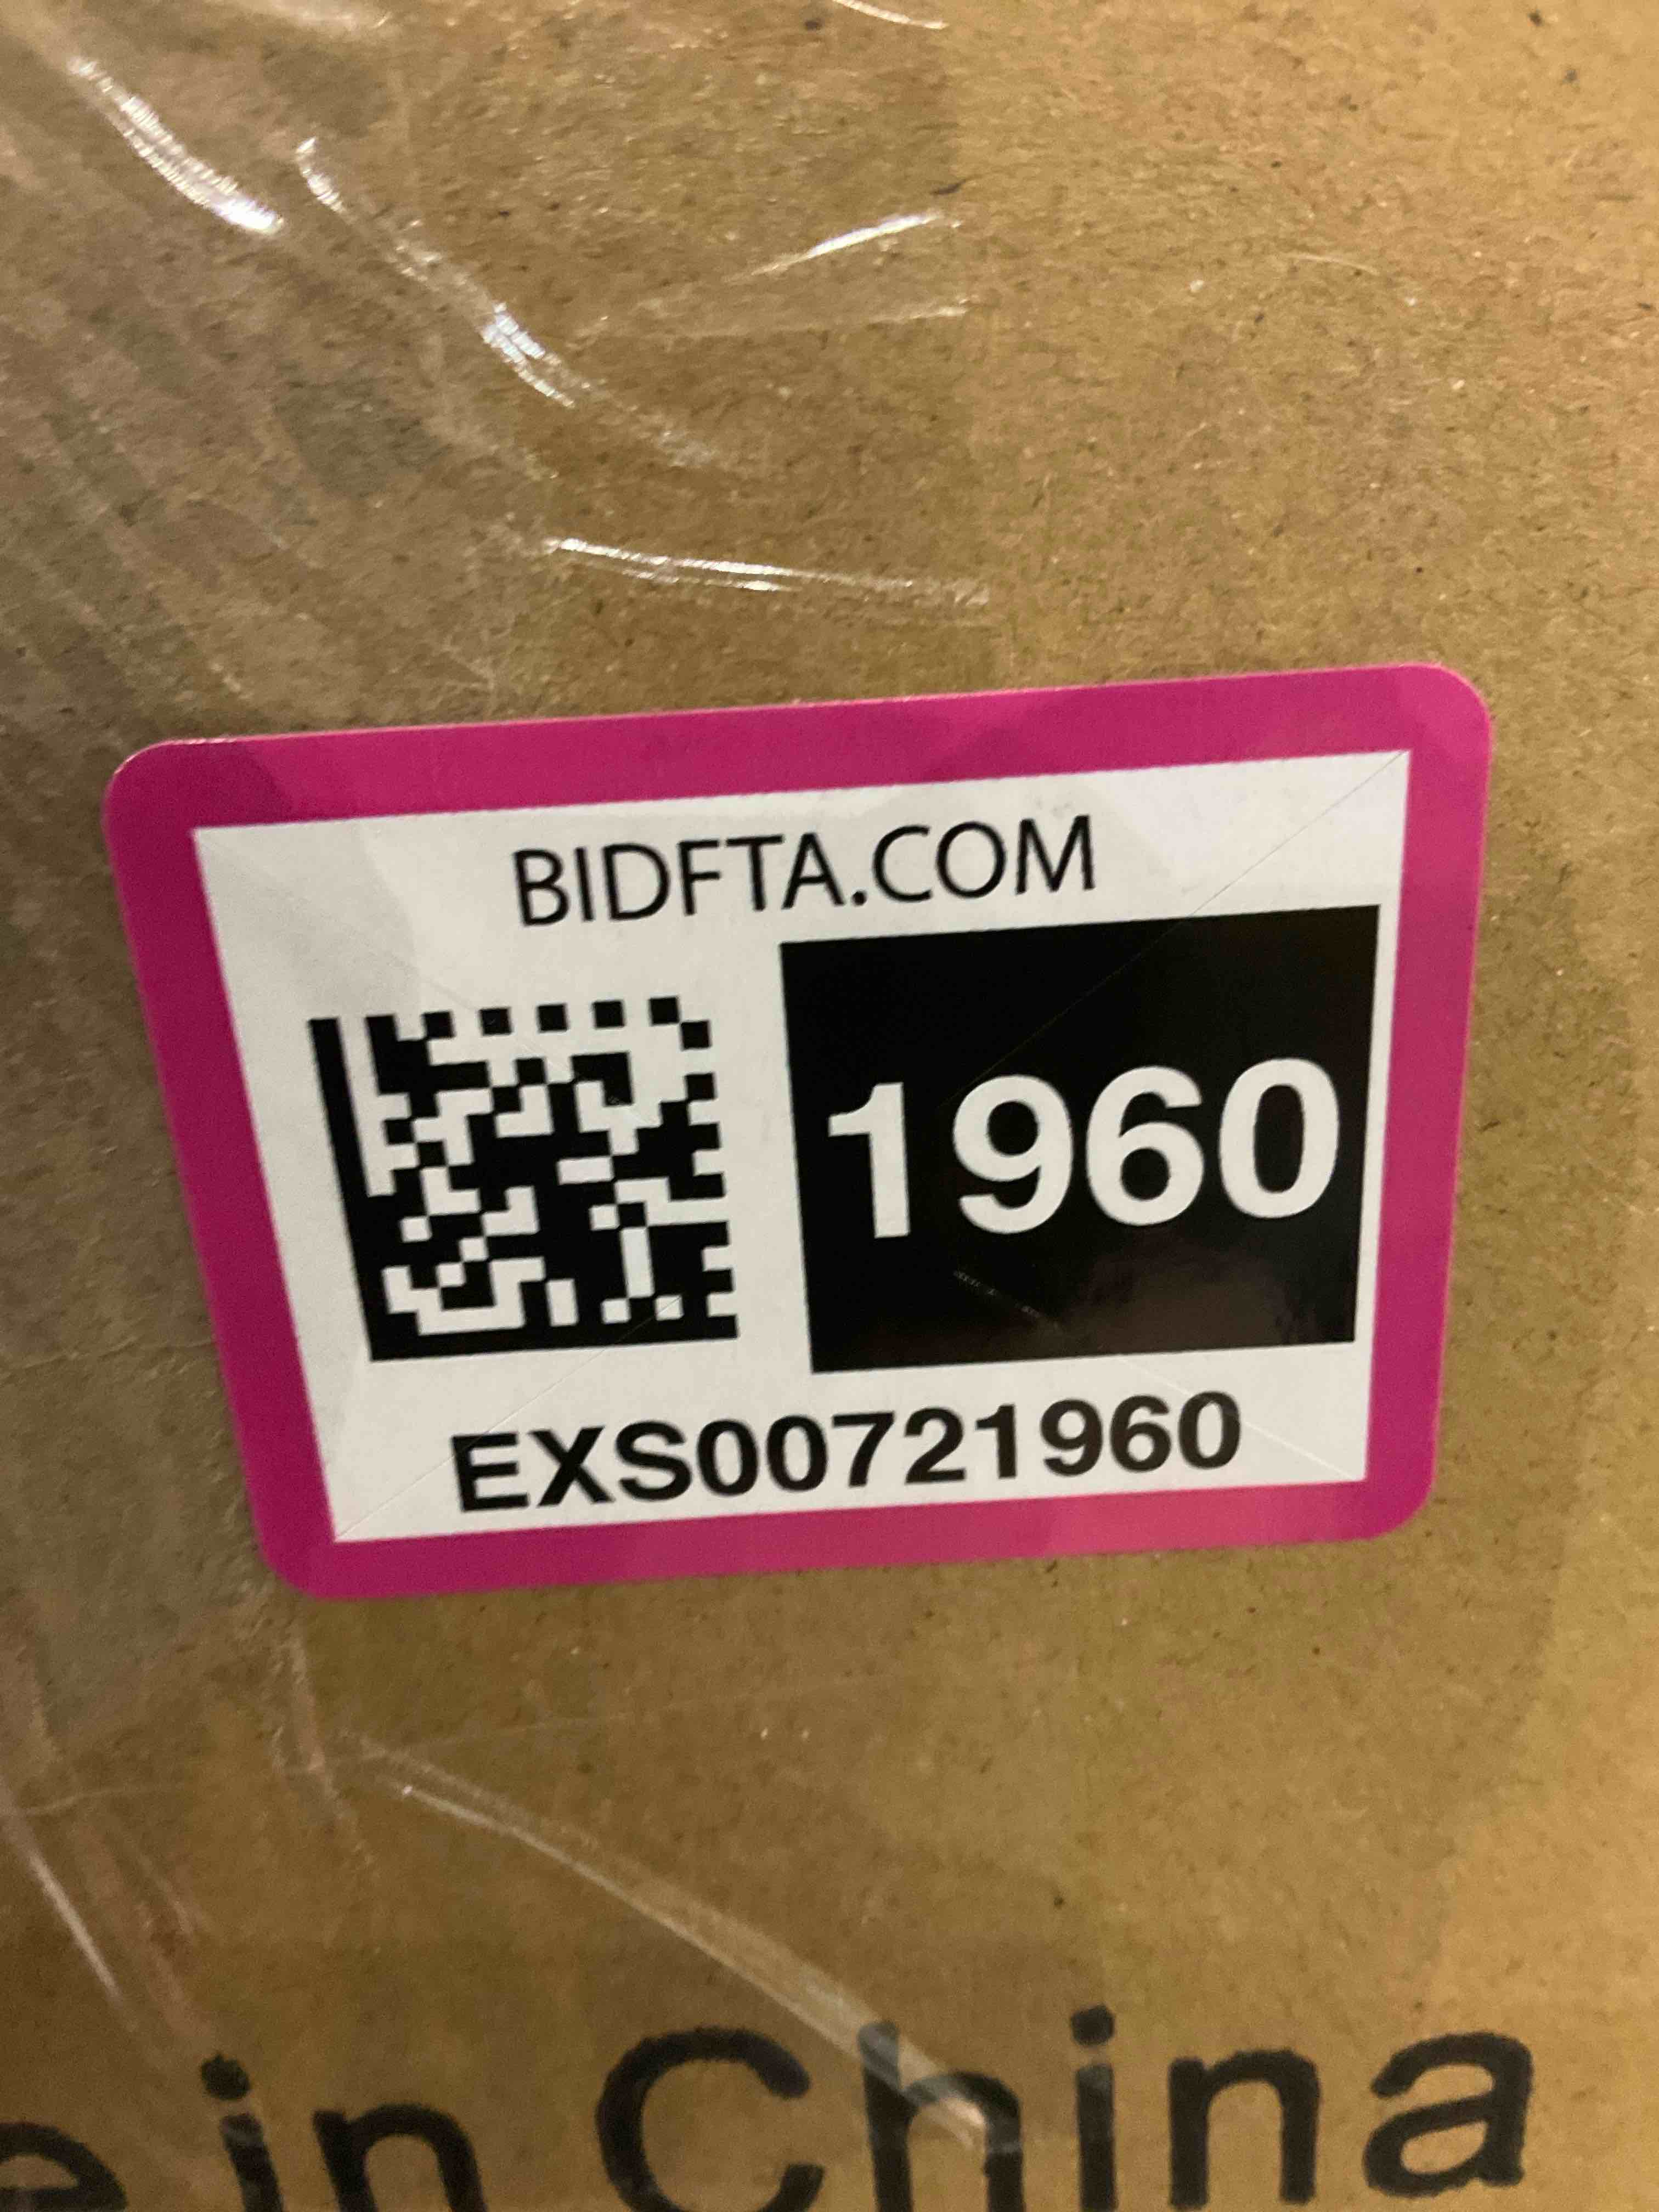 BIDFTA.COM
1960
EXS00721960
e in China